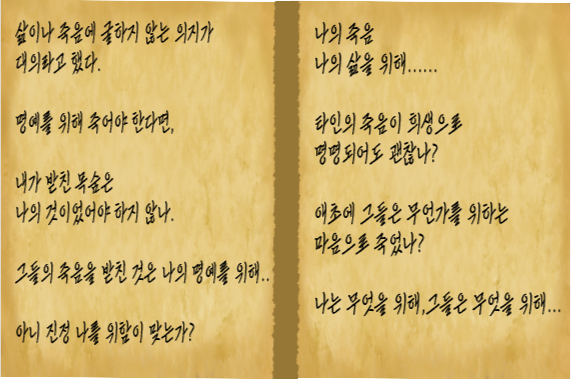 삶이나 죽음에 굴하지 않는 의지가
대의라고 했다.
명예를 위해 죽어야 한다면,
내가 바친 목숨은
나의 것이었어야 하지 않나.
그들의 죽음을 바친 것은 나의 명예를 위해..
아니 진정 나를 위함이 맞는가?
나의 죽음
나의 삶을 위해......
타인의 죽음이 희생으로
명명되어도 괜찮나?
애초에 그들은 무언가를 위하는
마음으로 죽었나?
나는 무엇을 위해,그들은 무엇을 위해...